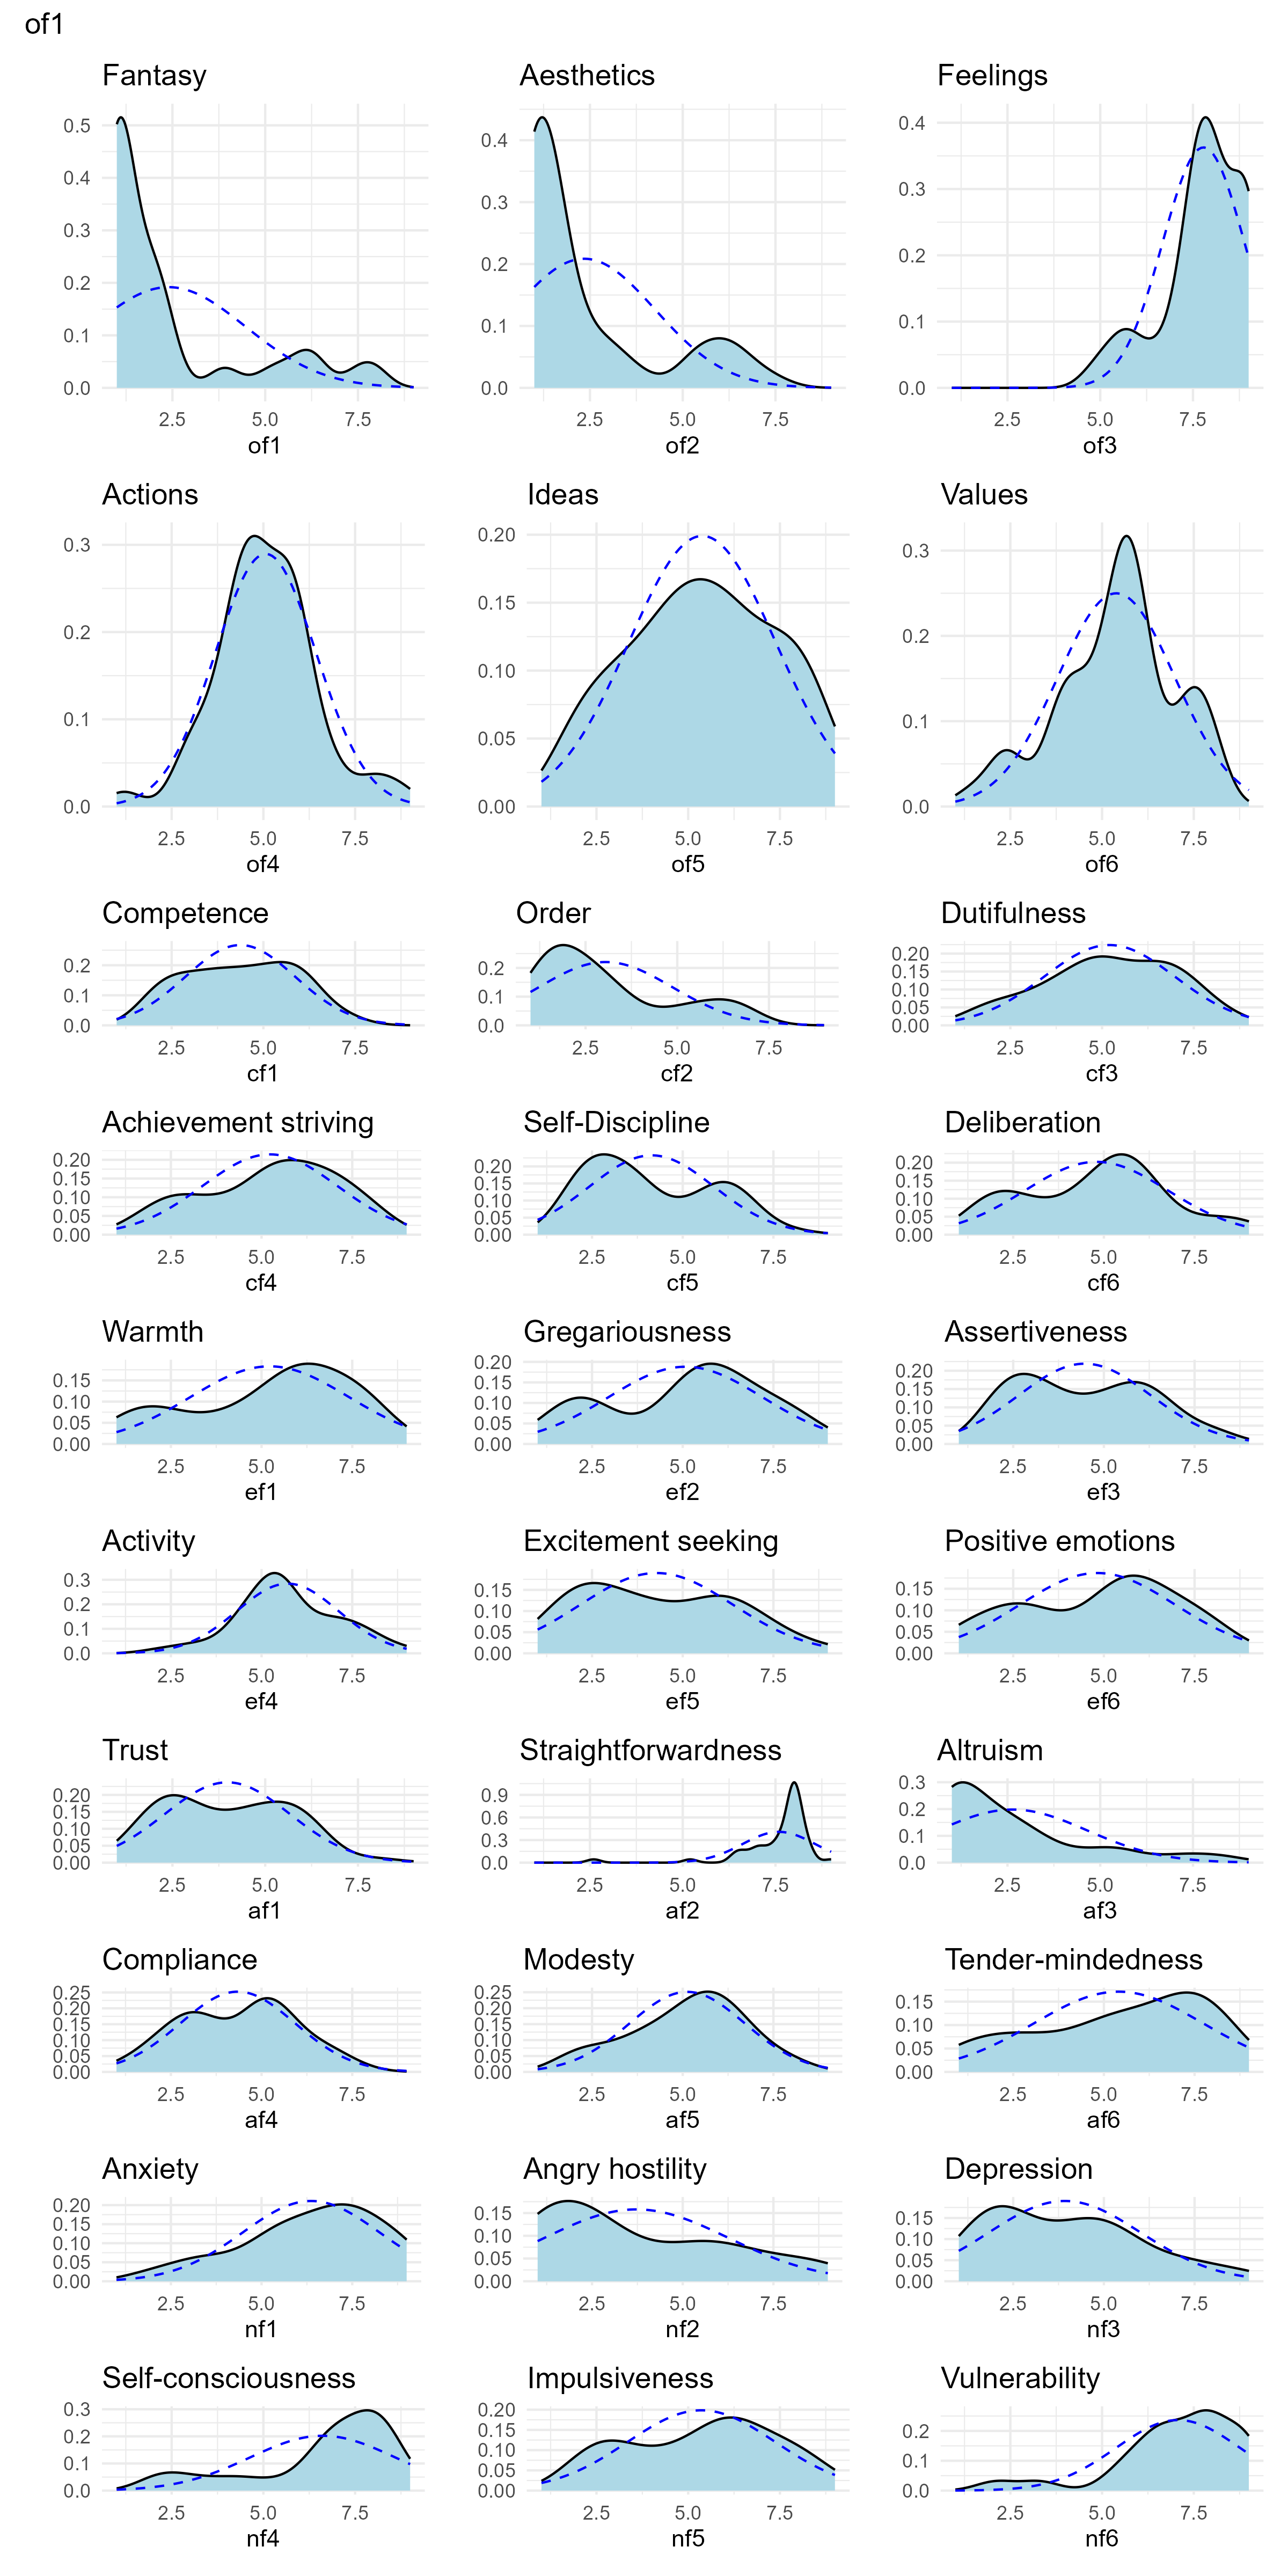 of1
Fantasy Aesthetics Feelings
0.5 0.4 0.3 0.2 0.1 0.0
0.4 0.3 0.2 0.1 0.0
0.4 0.3 0.2 0.1 0.0
2.5 5.0 7.5 2.5 5.0 7.5 2.5 5.0 7.5
of1 of2 of3
Actions Ideas Values
0.3 0.2 0.1 0.0
0.20 0.15 0.10 0.05 0.00
0.3 0.2 0.1 0.0
2.5 5.0 7.5 2.5 5.0 7.5 2.5 5.0 7.5
of4 of5 of6
Competence Order Dutifulness
0.2 0.1 0.0
0.2 0.1 0.0
0.20 0.15 0.10 0.05 0.00
2.5 5.0 7.5 2.5 5.0 7.5 2.5 5.0 7.5
cf1 cf2 cf3
Achievement striving Self-Discipline Deliberation
0.20 0.15 0.10 0.05 0.00
0.20 0.15 0.10 0.05 0.00
0.20 0.15 0.10 0.05 0.00
2.5 5.0 7.5 2.5 5.0 7.5 2.5 5.0 7.5
cf4 cf5 cf6
Warmth Gregariousness Assertiveness
0.15 0.10 0.05 0.00
0.20 0.15 0.10 0.05 0.00
0.20 0.15 0.10 0.05 0.00
2.5 5.0 7.5 2.5 5.0 7.5 2.5 5.0 7.5
ef1 ef2 ef3
Activity Excitement seeking Positive emotions
0.3 0.2 0.1 0.0
0.15 0.10 0.05 0.00
0.15 0.10 0.05 0.00
2.5 5.0 7.5 2.5 5.0 7.5 2.5 5.0 7.5
ef4 ef5 ef6
Trust Straightforwardness Altruism
0.20 0.15 0.10 0.05 0.00
0.9 0.6 0.3 0.0
0.3 0.2 0.1 0.0
2.5 5.0 7.5 2.5 5.0 7.5 2.5 5.0 7.5
af1 af2 af3
Compliance Modesty Tender-mindedness
0.25 0.20 0.15 0.10 0.05 0.00
0.25 0.20 0.15 0.10 0.05 0.00
0.15 0.10 0.05 0.00
2.5 5.0 7.5 2.5 5.0 7.5 2.5 5.0 7.5
af4 af5 af6
Anxiety Angry hostility Depression
0.20 0.15 0.10 0.05 0.00
0.15 0.10 0.05 0.00
0.15 0.10 0.05 0.00
2.5 5.0 7.5 2.5 5.0 7.5 2.5 5.0 7.5
nf1 nf2 nf3
Self-consciousness Impulsiveness Vulnerability
0.3 0.2 0.1 0.0
0.20 0.15 0.10 0.05 0.00
0.2 0.1 0.0
2.5 5.0 7.5 2.5 5.0 7.5 2.5 5.0 7.5
nf4 nf5 nf6